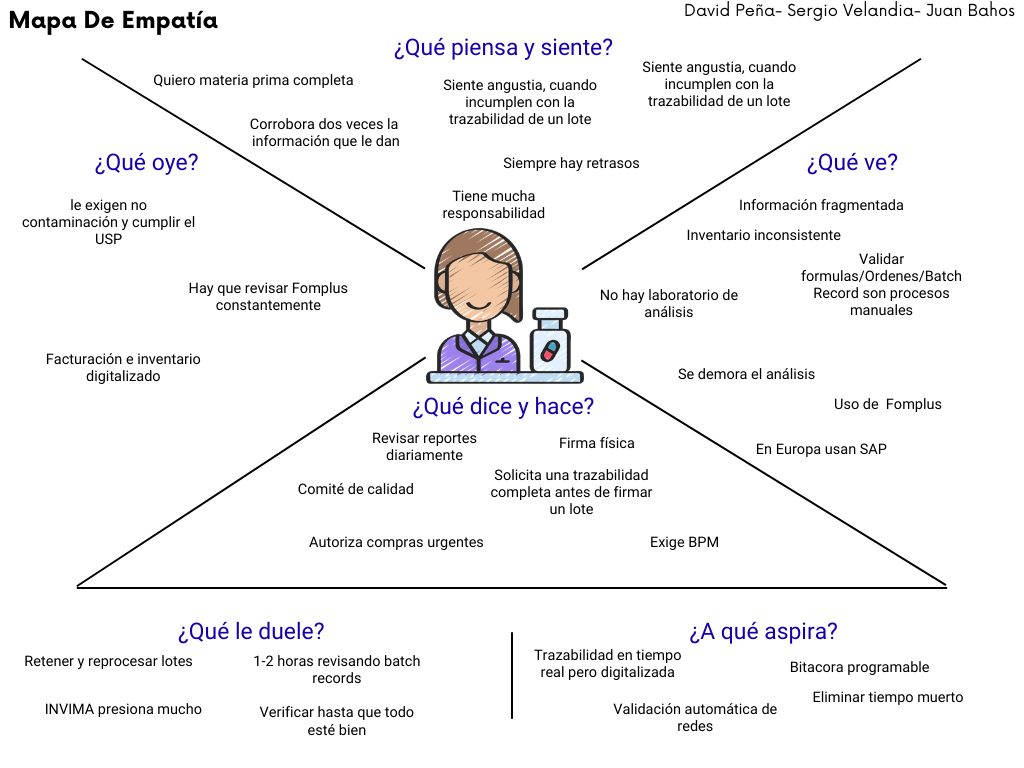 Mapa De Empatía
David Peña- Sergio Velandia- Juan Bahos
¿Qué piensa y siente?
Quiero materia prima completa
Siente angustia, cuando
incumplen con la
trazabilidad de un lote
Siente angustia, cuando
incumplen con la
trazabilidad de un lote
Corrobora dos veces la
información que le dan
Siempre hay retrasos
Tiene mucha
responsabilidad
¿Qué oye?
le exigen no
contaminación y cumplir el
USP
Hay que revisar Fomplus
constantemente
Facturación e inventario
digitalizado
¿Qué ve?
Información fragmentada
Inventario inconsistente
Validar
formulas/Ordenes/Batch
Record son procesos
manuales
No hay laboratorio de
análisis
Se demora el análisis
Uso de  Fomplus
En Europa usan SAP
¿Qué dice y hace?
Revisar reportes
diariamente
Firma física
Comité de calidad
Solicita una trazabilidad
completa antes de firmar
un lote
Autoriza compras urgentes
Exige BPM
¿Qué le duele?
Retener y reprocesar lotes
1-2 horas revisando batch
records
INVIMA presiona mucho
Verificar hasta que todo
esté bien
¿A qué aspira?
Trazabilidad en tiempo
real pero digitalizada
Bitacora programable
Eliminar tiempo muerto
Validación automática de
redes